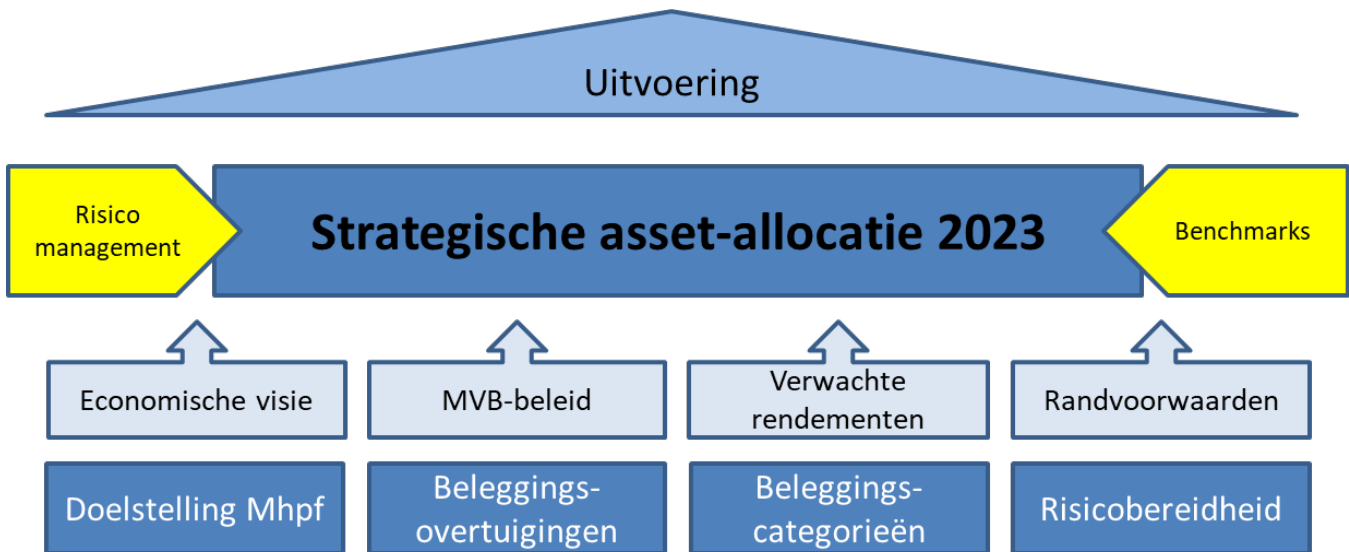 Uitvoering
Risico
management
Strategische asset-allocatie 2023
Benchmarks
Economische visie
MVB-beleid
Verwachte
rendementen
Randvoorwaarden
Doelstelling Mhpf
Beleggings-
overtuigingen
Beleggings-
categorieën
Risicobereidheid